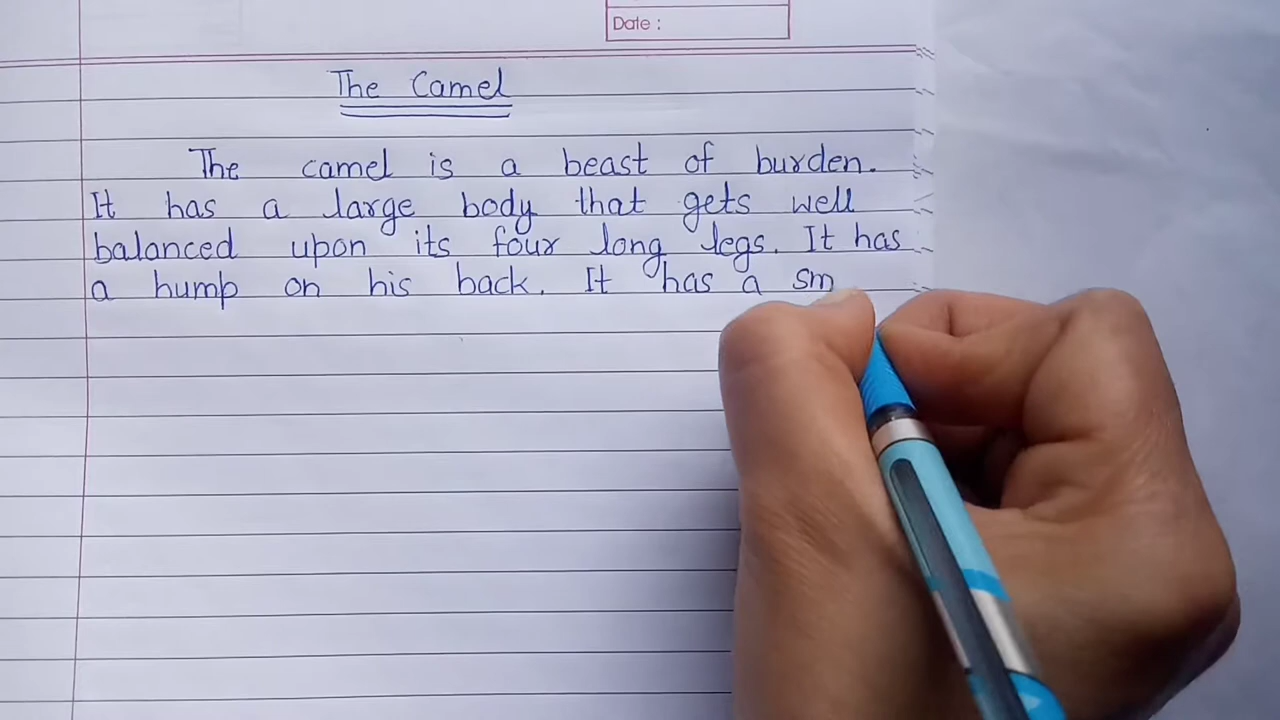 Date :
The Camel
The camel is a beast of burden.
It has a large body that gets well
balanced upon its four long legs. It has
a hump on his back. It has a sm